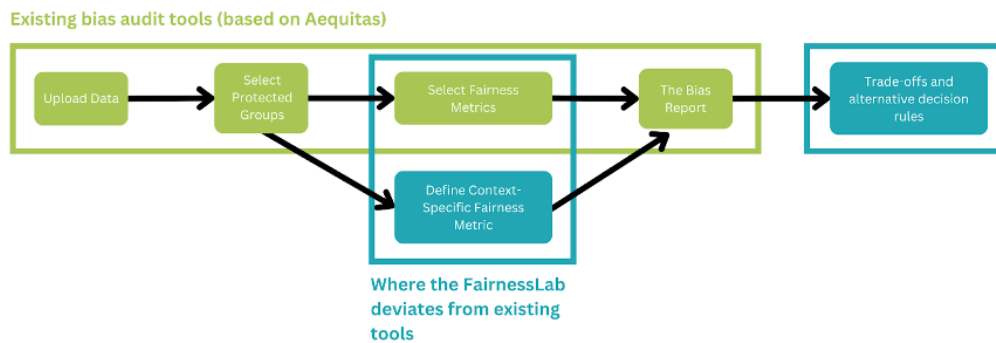 Existing bias audit tools (based on Aequitas)
Upload Data
Select
Protected
Groups
Select Fairness
Metrics
The Bias
Report
Trade-offs and
alternative decision
rules
Define Context-
Specific Fairness
Metric
Where the FairnessLab
deviates from existing
tools